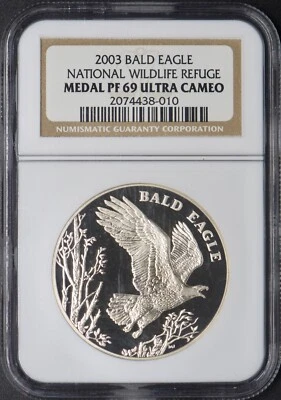 2003 BALD EAGLE
NATIONAL WILDLIFE REFUGE
MEDAL PF 69 ULTRA CAMEO
2074438-010
NUMISMATIC GUARANTY CORPORATION
BALD EAGLE